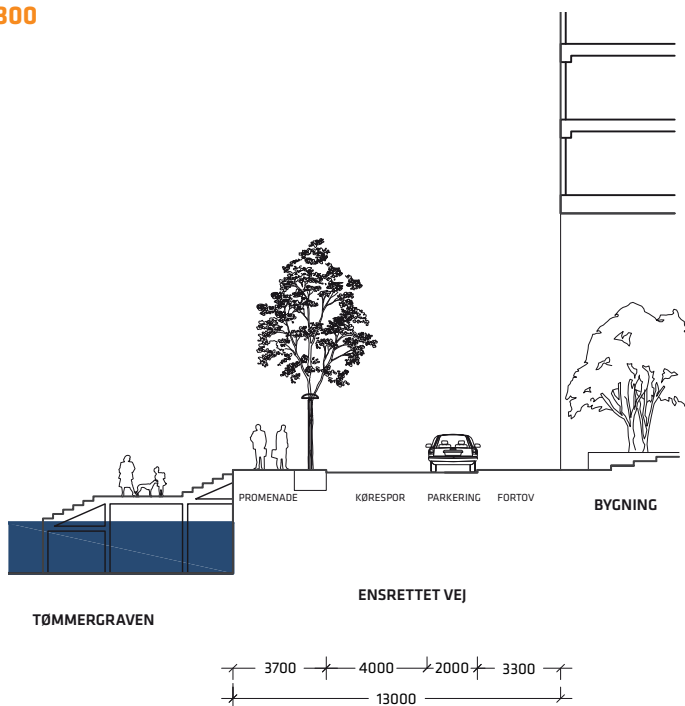 300
PROMENADE KØRESPOR PARKERING FORTOV
BYGNING
ENSRETTET VEJ
TØMMERGRAVEN
3700 4000 2000 3300
13000